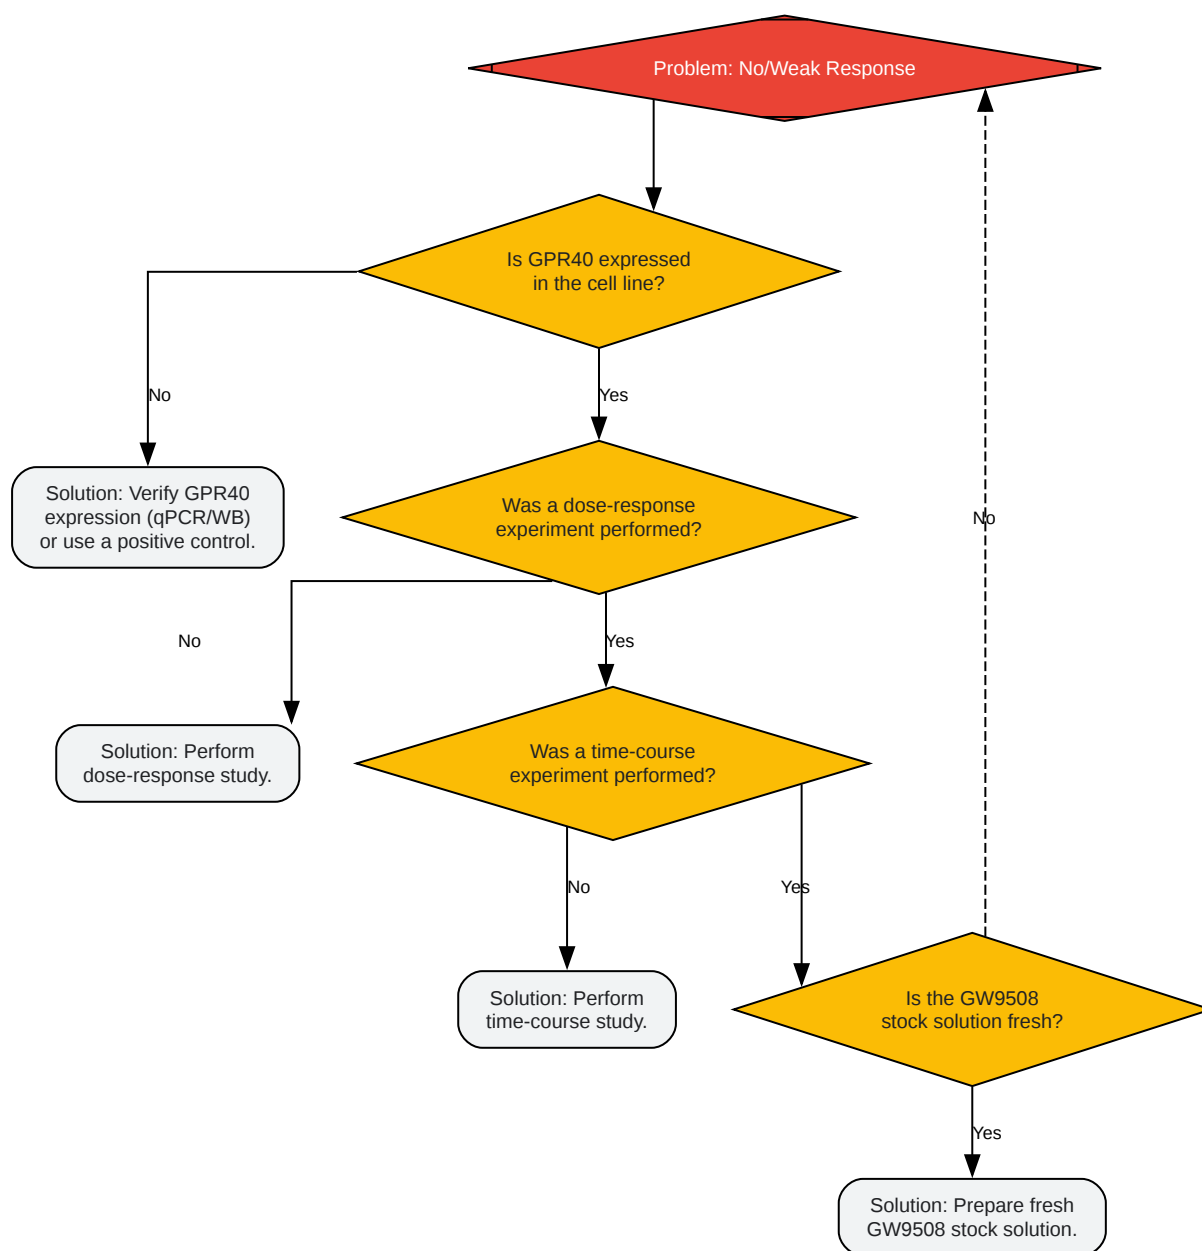 Problem: No/Weak Response
Is GPR40 expressed
in the cell line?
No
Yes
Solution: Verify GPR40
expression (qPCR/WB)
or use a positive control.
Was a dose-response
experiment performed?
No
No
Yes
Solution: Perform
dose-response study.
Was a time-course
experiment performed?
No
Yes
Solution: Perform
time-course study.
Is the GW9508
stock solution fresh?
Yes
Solution: Prepare fresh
GW9508 stock solution.